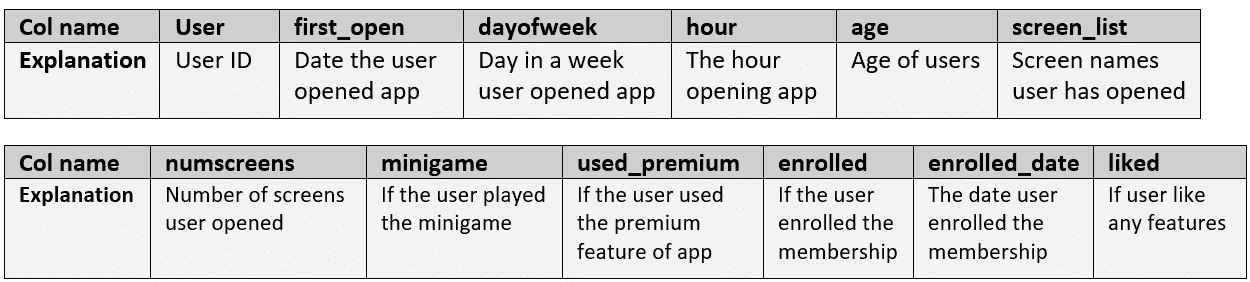 Col name User first_open dayofweek hour age screen_list
Explanation User ID Date the user Day in a week The hour Age of users Screen names
opened app user opened app opening app user has opened
Col name numscreens minigame used_premium enrolled enrolled_date liked
Explanation Number of screens If the user played If the user used If the user The date user If user like
user opened the minigame the premium enrolled the enrolled the any features
feature of app membership membership